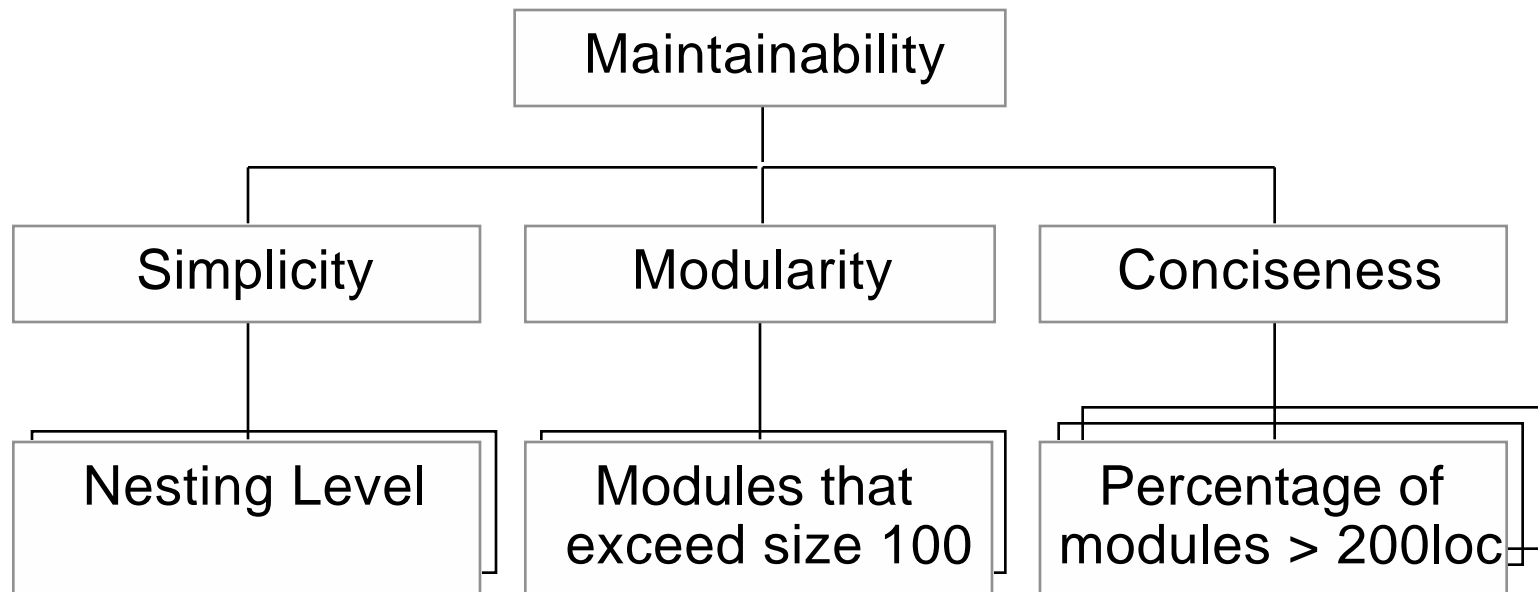 Maintainability
Simplicity
Modularity
Conciseness
Nesting Level
Modules that
exceed size 100
Percentage of
modules > 200loc